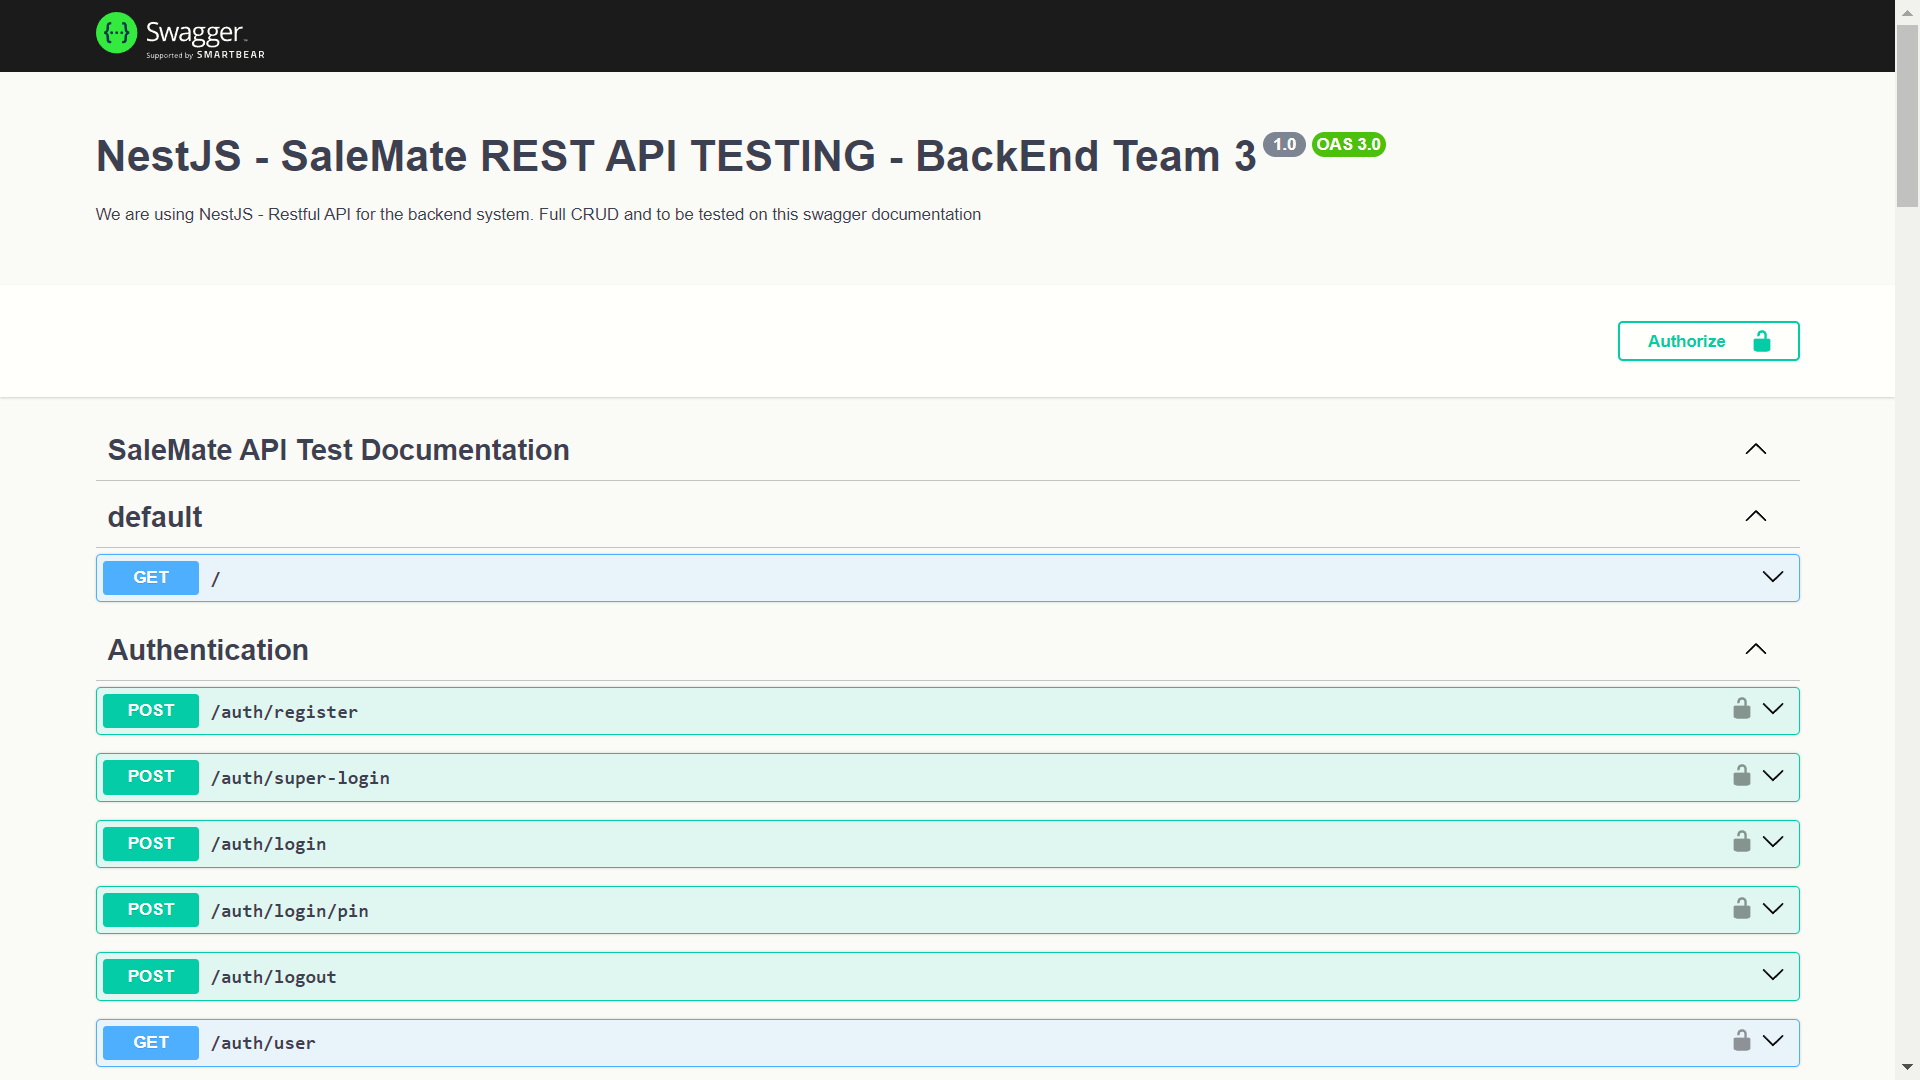 Swagger
Supported by SMARTBEAR
NestJS - SaleMate REST API TESTING - BackEnd Team 3 1.0 OAS 3.0
We are using NestJS - Restful API for the backend system. Full CRUD and to be tested on this swagger documentation
Authorize
SaleMate API Test Documentation
default
GET /
Authentication
POST /auth/register
POST /auth/super-login
POST /auth/login
POST /auth/login/pin
POST /auth/logout
GET /auth/user